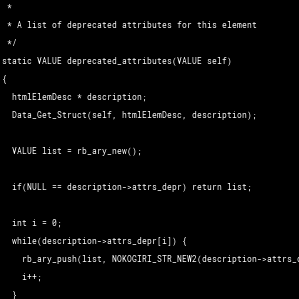 *
* A list of deprecated attributes for this element
*/
static VALUE deprecated_attributes(VALUE self)
{
htmlElemDesc * description;
Data_Get_Struct(self, htmlElemDesc, description);
VALUE list = rb_ary_new();
if(NULL == description->attrs_depr) return list;
int i = 0;
while(description->attrs_depr[i]) {
rb_ary_push(list, NOKOGIRI_STR_NEW2(description->attrs_
i++;
}